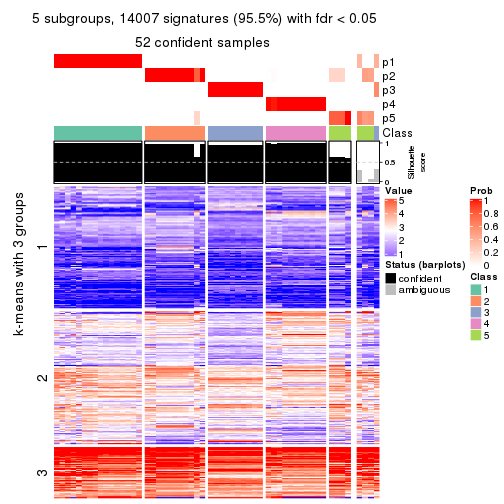 5 subgroups, 14007 signatures (95.5%) with fdr < 0.05
52 confident samples
p1
p2
p3
p4
p5
Class
1
0.5
0
Silhouette
score
k-means with 3 groups
1
2
3
Value
5
4
3
2
1
Status (barplots)
confident
ambiguous
Prob
1
0.8
0.6
0.4
0.2
0
Class
1
2
3
4
5